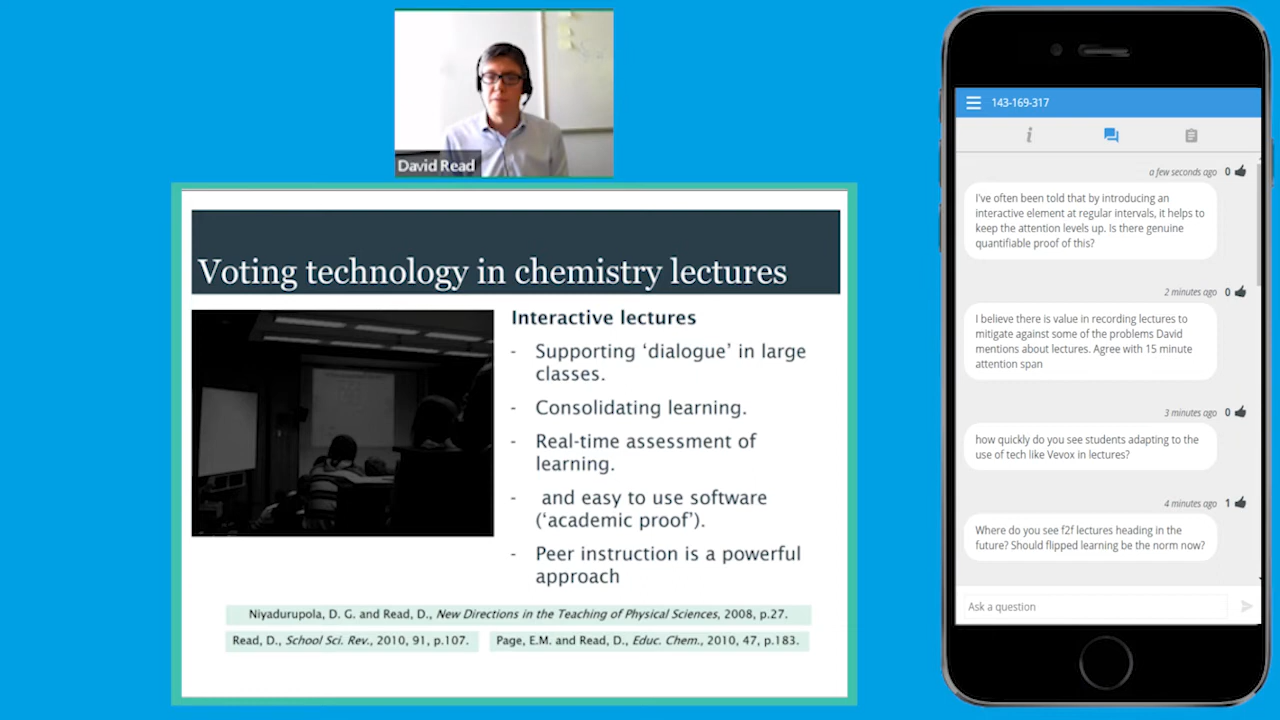 David Read
Voting technology in chemistry lectures
Interactive lectures
- Supporting ‘dialogue’ in large
classes.
- Consolidating learning.
- Real-time assessment of
learning.
- and easy to use software
(‘academic proof’).
- Peer instruction is a powerful
approach
Niyadurupola, D. G. and Read, D., New Directions in the Teaching of Physical Sciences, 2008, p.27.
Read, D., School Sci. Rev., 2010, 91, p.107.
Page, E.M. and Read, D., Educ. Chem., 2010, 47, p.183.
143-169-317
a few seconds ago 0
I've often been told that by introducing an
interactive element at regular intervals, it helps to
keep the attention levels up. Is there genuine
quantifiable proof of this?
2 minutes ago 0
I believe there is value in recording lectures to
mitigate against some of the problems David
mentions about lectures. Agree with 15 minute
attention span
3 minutes ago 0
how quickly do you see students adapting to the
use of tech like Vevox in lectures?
4 minutes ago 1
Where do you see f2f lectures heading in the
future? Should flipped learning be the norm now?
Ask a question